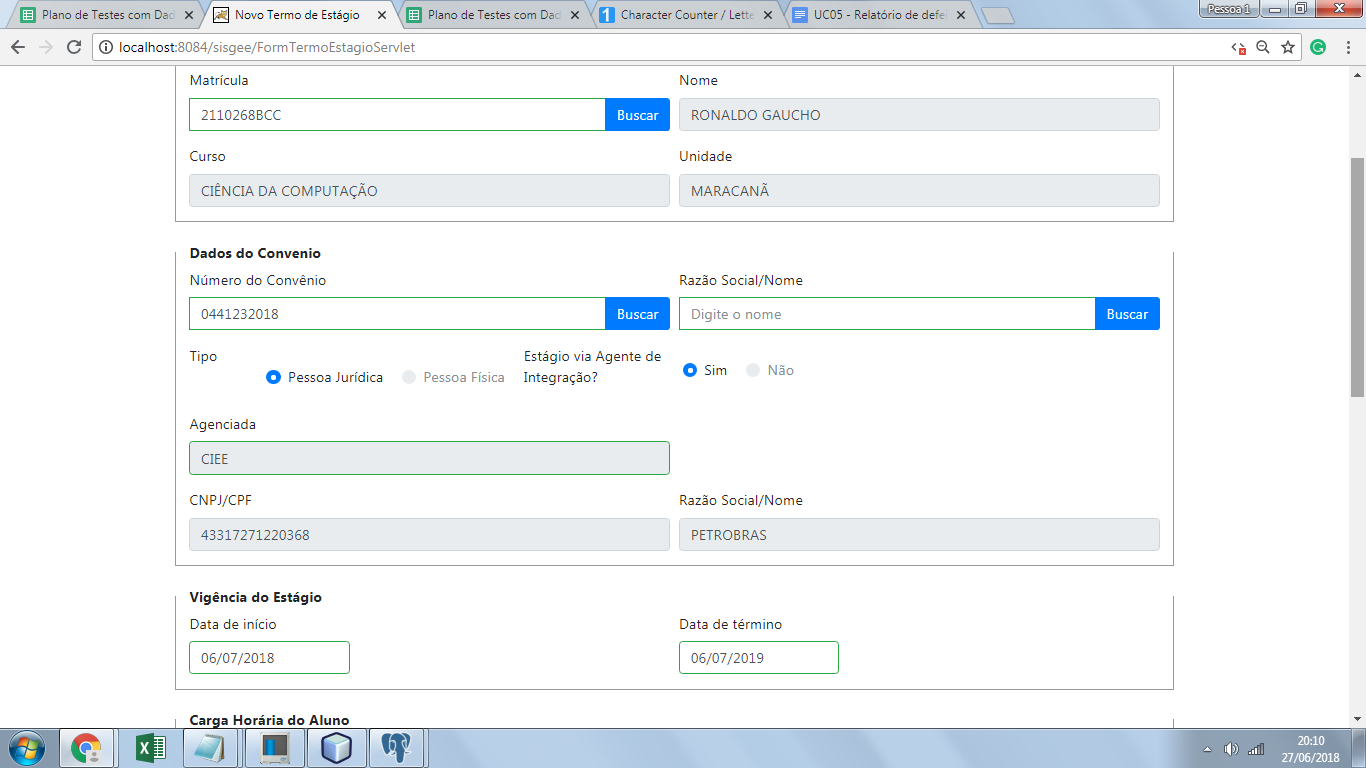 Plano de Testes com Dad
Novo Termo de Estágio
Plano de Testes com Dad
Character Counter / Lette
UC05 - Relatório de defei
Pessoa 1
localhost:8084/sisgee/FormTermoEstagioServlet
Matrícula
Nome
2110268BCC
Buscar
RONALDO GAUCHO
Curso
Unidade
CIÊNCIA DA COMPUTAÇÃO
MARACANÃ
Dados do Convenio
Número do Convênio
Razão Social/Nome
0441232018
Buscar
Digite o nome
Buscar
Tipo
Pessoa Jurídica
Pessoa Física
Estágio via Agente de
Integração?
Sim
Não
Agenciada
CIEE
CNPJ/CPF
Razão Social/Nome
43317271220368
PETROBRAS
Vigência do Estágio
Data de início
Data de término
06/07/2018
06/07/2019
Carga Horária do Aluno
20:10
27/06/2018